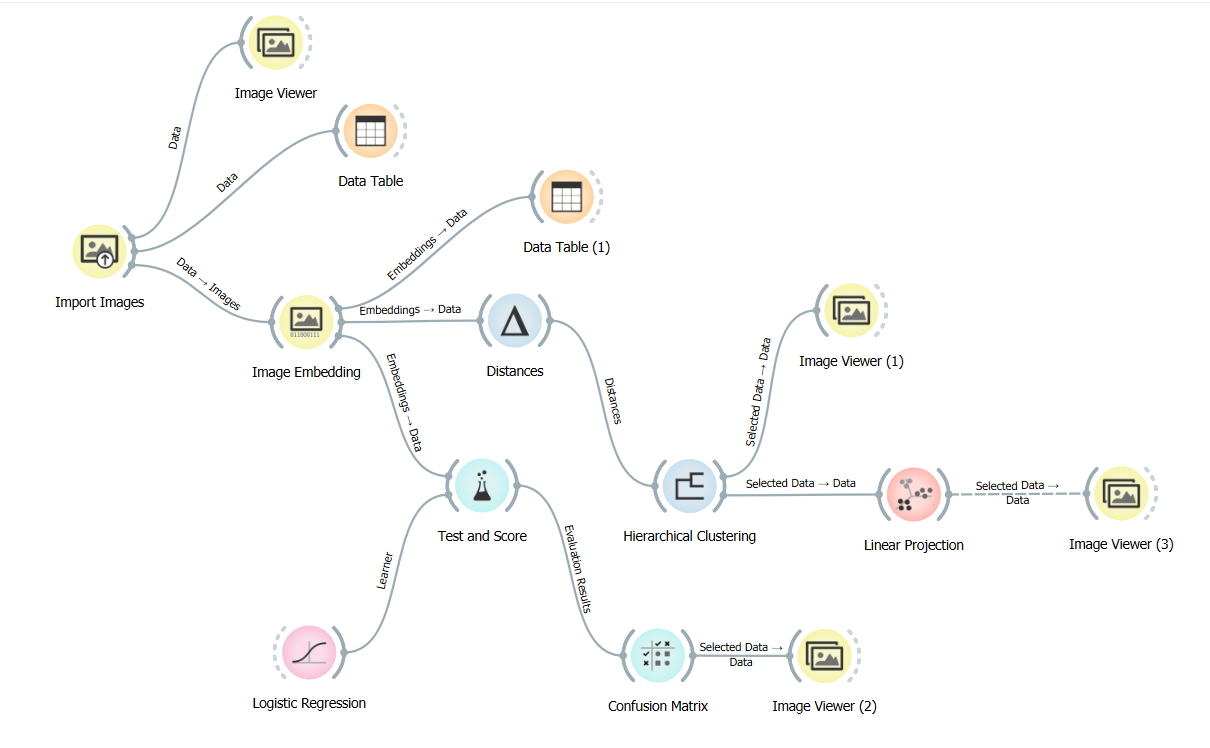 Image Viewer
Data
Data Table
Data
Data Table (1)
Embeddings → Data
Import Images
Data → Images
011000111
Image Embedding
Embeddings → Data
Distances
Image Viewer (1)
Embeddings → Data
Distances
Selected Data → Data
Test and Score
Hierarchical Clustering
Selected Data → Data
Linear Projection
Selected Data →
Data
Image Viewer (3)
Learner
Evaluation Results
Logistic Regression
Confusion Matrix
Selected Data →
Data
Image Viewer (2)